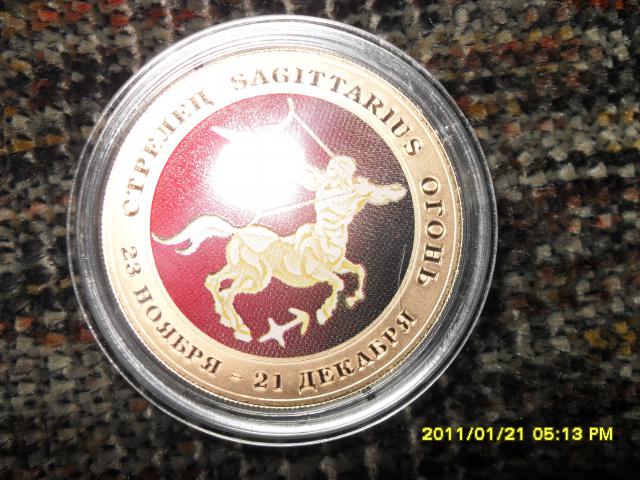 СТРЕЛЕЦ SAGITTARIUS ОГОНЬ
23 НОЯБРЯ - 21 ДЕКАБРЯ
2011/01/21 05:13 PM